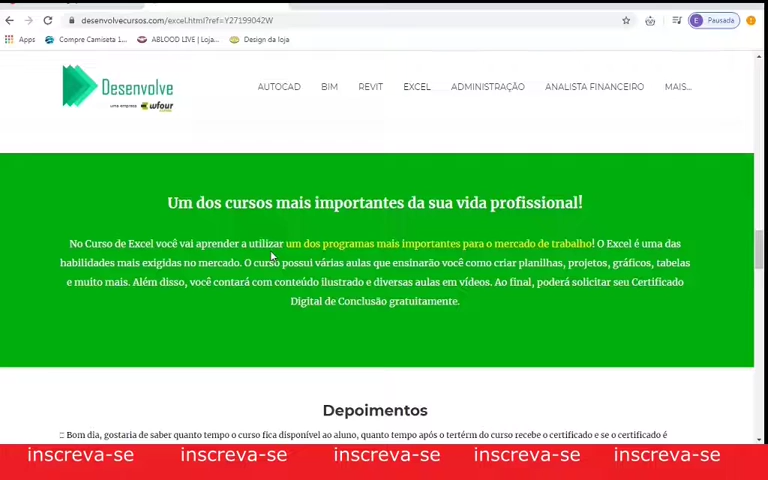 desenvolvecursos.com/excel.html?ref=Y27199042W
E Pausada
Apps Compre Camiseta 1... ABLOOD LIVE | Loja... Design da loja
Desenvolve
uma empresa wfour
AUTOCAD BIM REVIT EXCEL ADMINISTRAÇÃO ANALISTA FINANCEIRO MAIS...
Um dos cursos mais importantes da sua vida profissional!
No Curso de Excel você vai aprender a utilizar um dos programas mais importantes para o mercado de trabalho! O Excel é uma das
habilidades mais exigidas no mercado. O curso possui várias aulas que ensinarão você como criar planilhas, projetos, gráficos, tabelas
e muito mais. Além disso, você contará com conteúdo ilustrado e diversas aulas em vídeos. Ao final, poderá solicitar seu Certificado
Digital de Conclusão gratuitamente.
Depoimentos
:: Bom dia, gostaria de saber quanto tempo o curso fica disponível ao aluno, quanto tempo após o tertérm do curso recebe o certificado e se o certificado é
inscreva-se inscreva-se inscreva-se inscreva-se inscreva-se